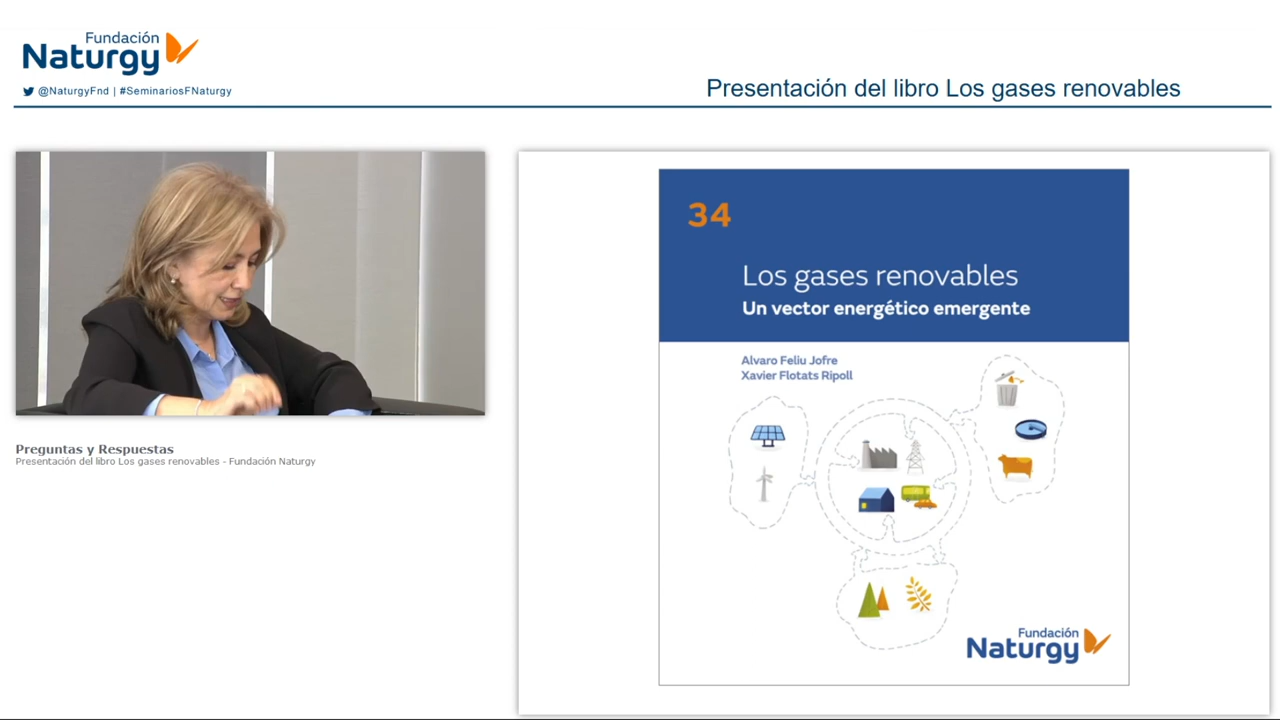 Fundación
Naturgy
@NaturgyFnd | #SeminariosFNaturgy
Presentación del libro Los gases renovables
Preguntas y Respuestas
Presentación del libro Los gases renovables - Fundación Naturgy
34
Los gases renovables
Un vector energético emergente
Alvaro Feliu Jofre
Xavier Flotats Ripoll
Fundación
Naturgy